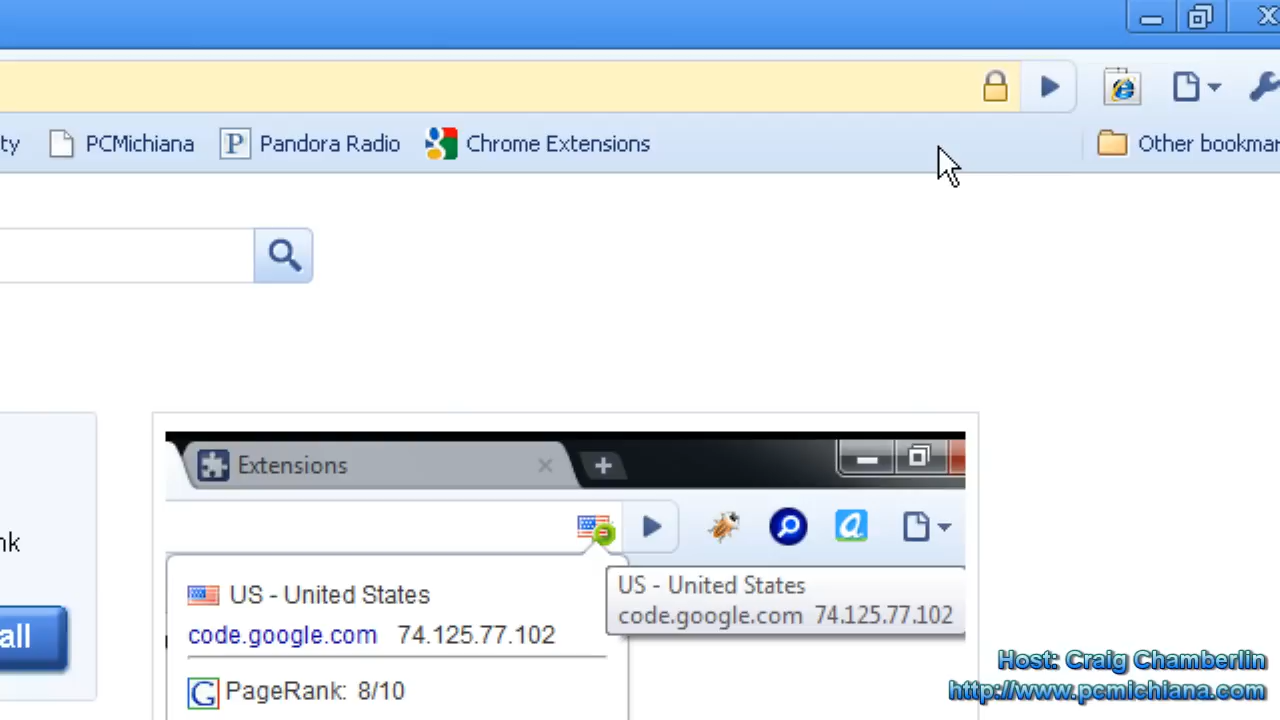 ty PCMichiana Pandora Radio Chrome Extensions Other bookmar
Extensions
nk
US - United States
US - United States
code.google.com 74.125.77.102
code.google.com 74.125.77.102
all
PageRank: 8/10
Host: Craig Chamberlin
http://www.pcmichiana.com